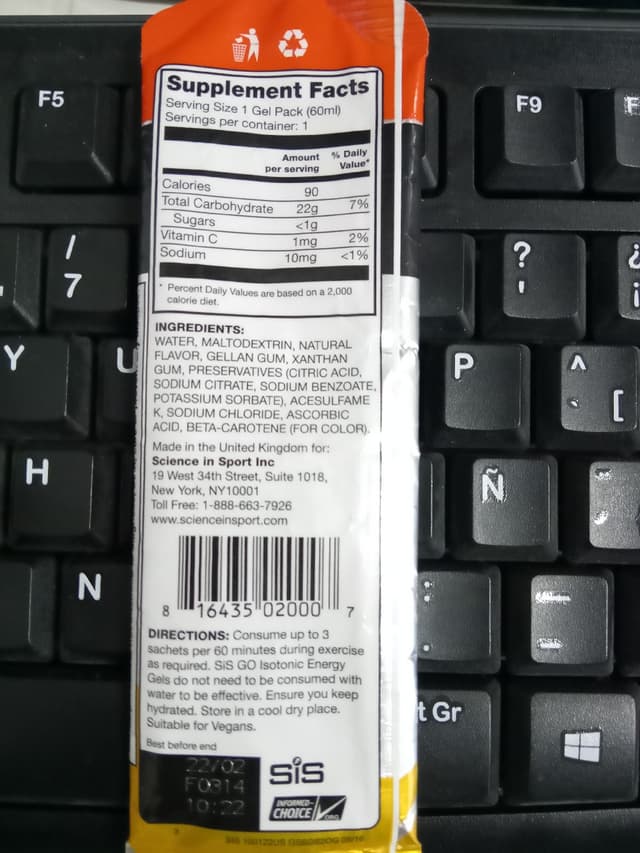 Supplement Facts
Serving Size 1 Gel Pack (60ml)
Servings per container: 1
Amount per serving % Daily Value*
Calories 90
Total Carbohydrate 22g 7%
Sugars <1g
Vitamin C 1mg 2%
Sodium 10mg <1%
* Percent Daily Values are based on a 2,000
calorie diet.
INGREDIENTS:
WATER, MALTODEXTRIN, NATURAL
FLAVOR, GELLAN GUM, XANTHAN
GUM, PRESERVATIVES (CITRIC ACID,
SODIUM CITRATE, SODIUM BENZOATE,
POTASSIUM SORBATE), ACESULFAME
K, SODIUM CHLORIDE, ASCORBIC
ACID, BETA-CAROTENE (FOR COLOR).
Made in the United Kingdom for:
Science in Sport Inc
19 West 34th Street, Suite 1018,
New York, NY10001
Toll Free: 1-888-663-7926
www.scienceinsport.com
8 16435 02000 7
DIRECTIONS: Consume up to 3
sachets per 60 minutes during exercise
as required. SiS GO Isotonic Energy
Gels do not need to be consumed with
water to be effective. Ensure you keep
hydrated. Store in a cool dry place.
Suitable for Vegans.
Best before end
22/02
F0314
10:22
SiS
INFORMED-
CHOICE
.ORG
F5
F9
F
/
7
?
'
¿
¡
Y
U
P
^
[
H
Ñ
N
:
.
t Gr